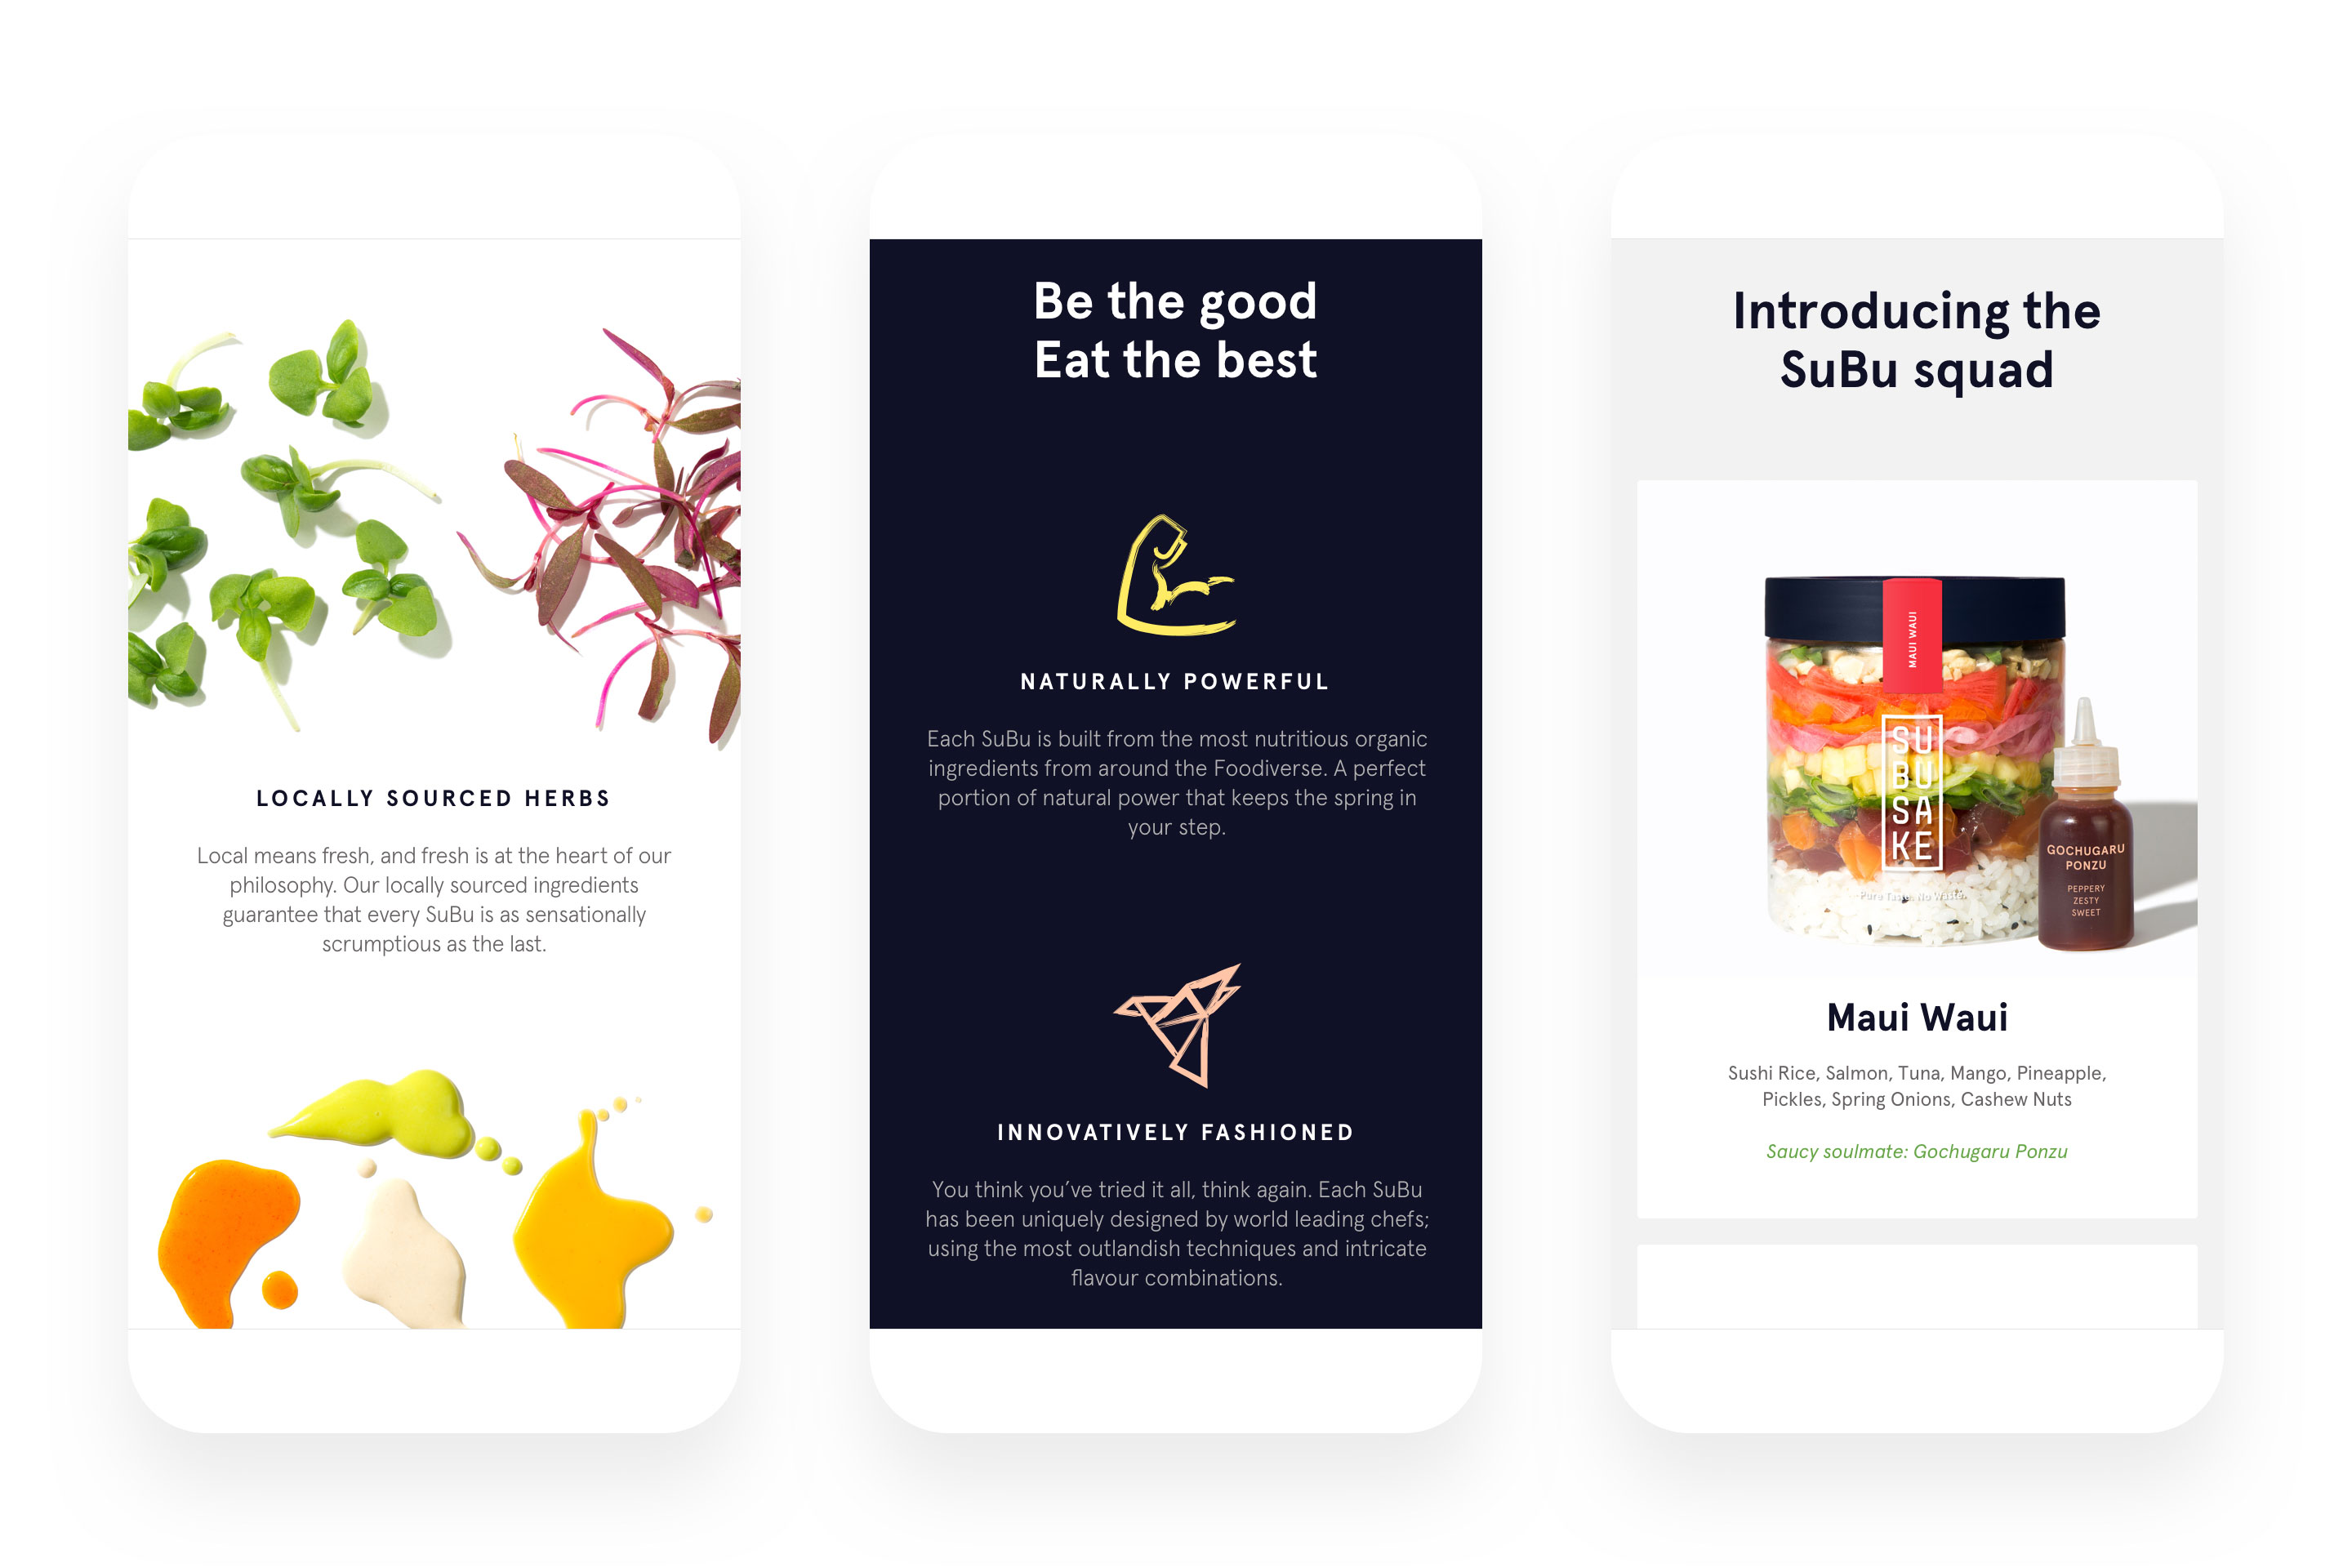 LOCALLY SOURCED HERBS
Local means fresh, and fresh is at the heart of our
philosophy. Our locally sourced ingredients
guarantee that every SuBu is as sensationally
scrumptious as the last.
Be the good
Eat the best
NATURALLY POWERFUL
Each SuBu is built from the most nutritious organic
ingredients from around the Foodiverse. A perfect
portion of natural power that keeps the spring in
your step.
INNOVATIVELY FASHIONED
You think you’ve tried it all, think again. Each SuBu
has been uniquely designed by world leading chefs;
using the most outlandish techniques and intricate
flavour combinations.
Introducing the
SuBu squad
MAUI WAUI
SU
BU
SA
KE
Pure Taste. No Waste.
GOCHUGARU
PONZU
PEPPERY
ZESTY
SWEET
Maui Waui
Sushi Rice, Salmon, Tuna, Mango, Pineapple,
Pickles, Spring Onions, Cashew Nuts
Saucy soulmate: Gochugaru Ponzu